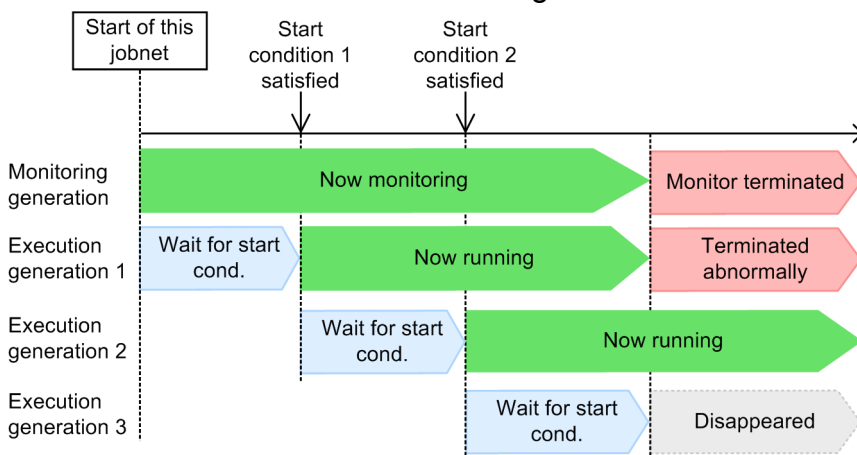 Start of this
jobnet
Start
condition 1
satisfied
Start
condition 2
satisfied
Monitoring
generation
Now monitoring
Monitor terminated
Execution
generation 1
Wait for start
cond.
Now running
Terminated
abnormally
Execution
generation 2
Wait for start
cond.
Now running
Execution
generation 3
Wait for start
cond.
Disappeared